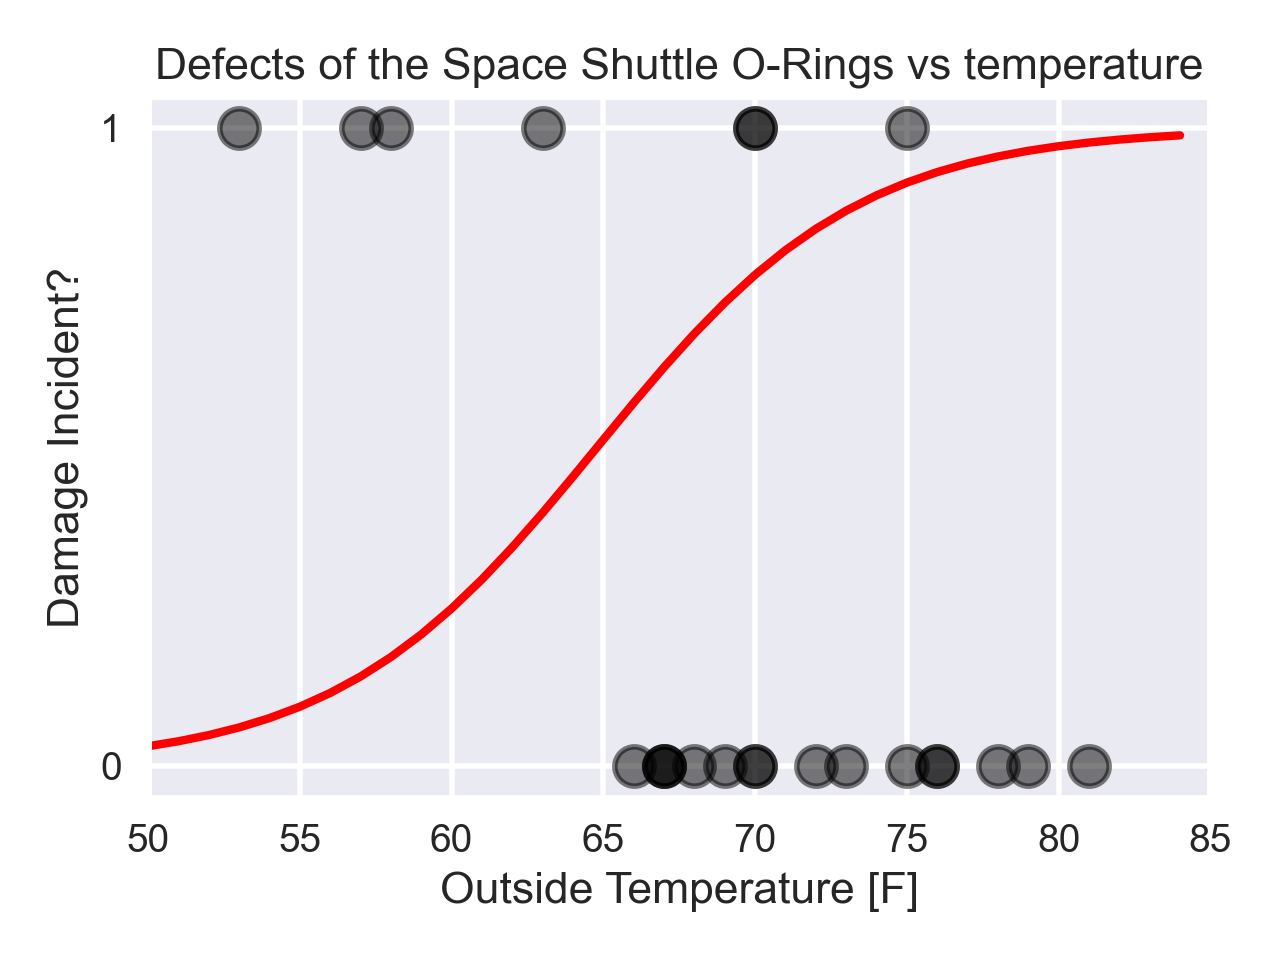 Defects of the Space Shuttle O-Rings vs temperature
1
Damage Incident?
0
50 55 60 65 70 75 80 85
Outside Temperature [F]